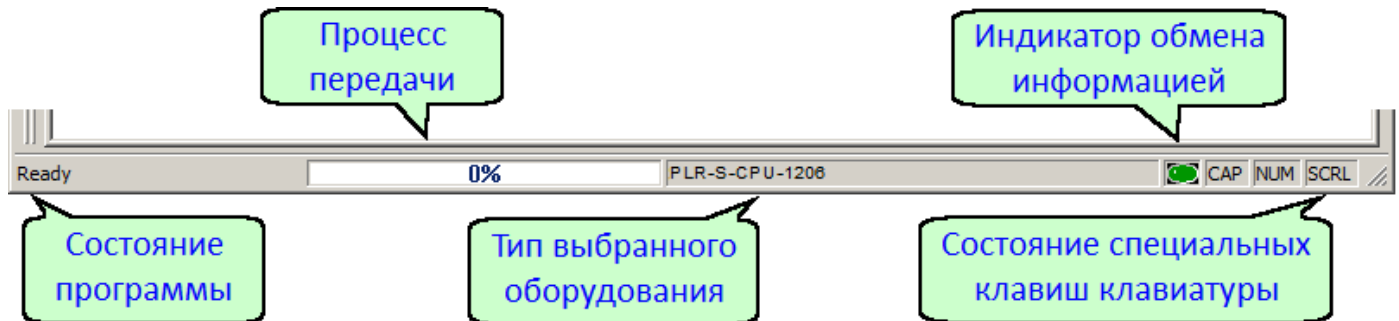 Процесс
передачи
Индикатор обмена
информацией
Ready 0% PLR-S-CPU-1206 CAP NUM SCRL
Состояние
программы
Тип выбранного
оборудования
Состояние специальных
клавиш клавиатуры